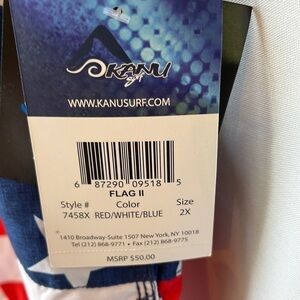 KANU
Surf
WWW.KANUSURF.COM
6 87290 09518 5
FLAG II
Style # Color Size
7458X RED/WHITE/BLUE 2X
1410 Broadway-Suite 1507 New York, NY 10018
Tel (212) 868-9771 • Fax (212) 868-9775
MSRP $50.00